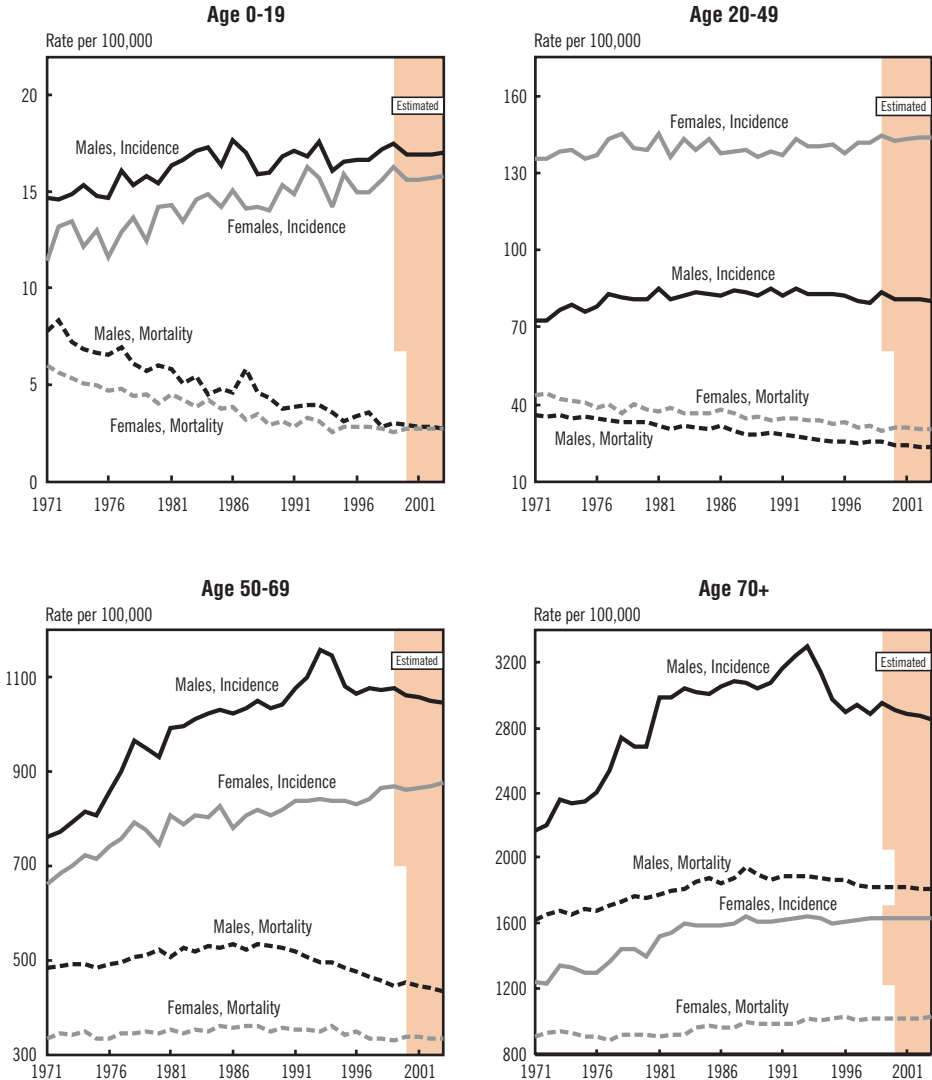 Age 0-19
Rate per 100,000
20
15
10
5
0
Estimated
Males, Incidence
Females, Incidence
Males, Mortality
Females, Mortality
1971 1976 1981 1986 1991 1996 2001
Age 20-49
Rate per 100,000
160
130
100
70
40
10
Estimated
Females, Incidence
Males, Incidence
Females, Mortality
Males, Mortality
1971 1976 1981 1986 1991 1996 2001
Age 50-69
Rate per 100,000
1100
900
700
500
300
Estimated
Males, Incidence
Females, Incidence
Males, Mortality
Females, Mortality
1971 1976 1981 1986 1991 1996 2001
Age 70+
Rate per 100,000
3200
2800
2400
2000
1600
1200
800
Estimated
Males, Incidence
Males, Mortality
Females, Incidence
Females, Mortality
1971 1976 1981 1986 1991 1996 2001